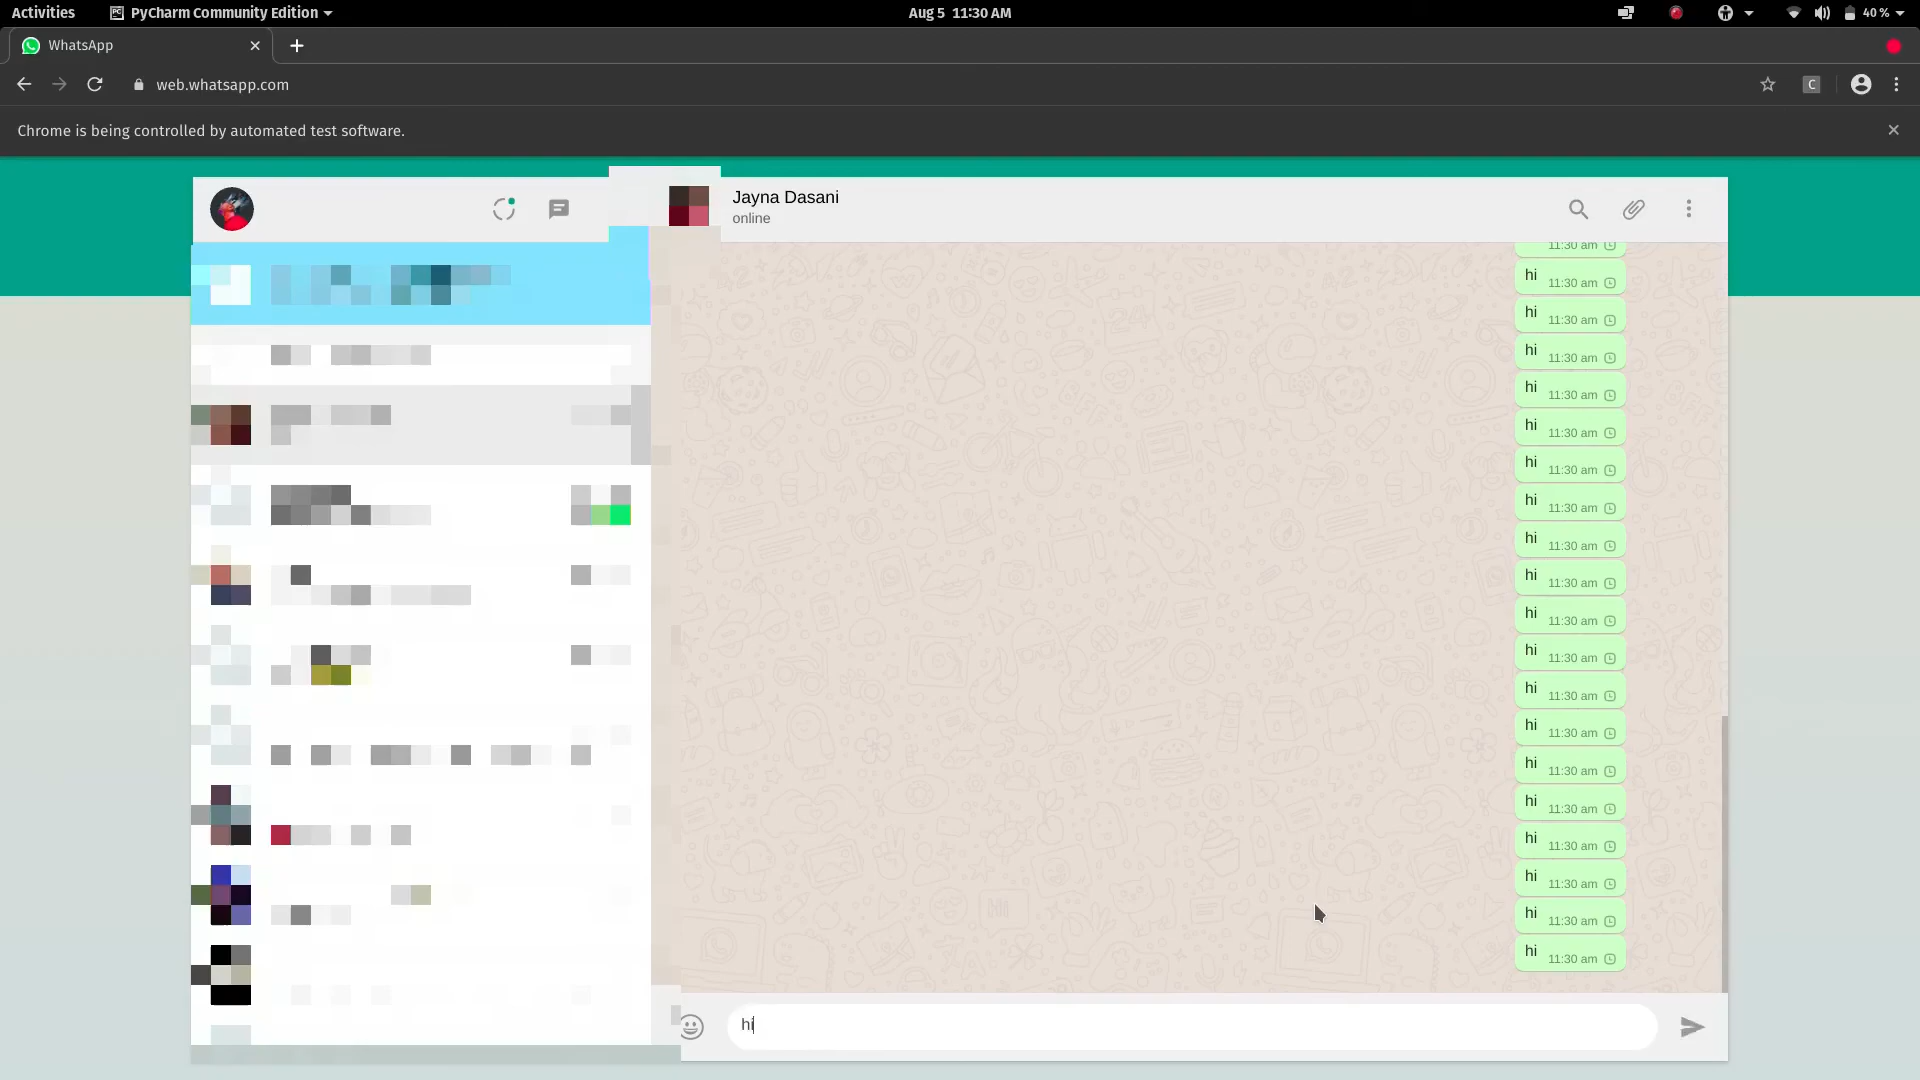 Activities PyCharm Community Edition Aug 5 11:30 AM 40 %
WhatsApp
web.whatsapp.com C
Chrome is being controlled by automated test software.
Jayna Dasani
online
11:30 am
hi
11:30 am
hi
11:30 am
hi
11:30 am
hi
11:30 am
hi
11:30 am
hi
11:30 am
hi
11:30 am
hi
11:30 am
hi
11:30 am
hi
11:30 am
hi
11:30 am
hi
11:30 am
hi
11:30 am
hi
11:30 am
hi
11:30 am
hi
11:30 am
hi
11:30 am
hi
11:30 am
hi
11:30 am
hi